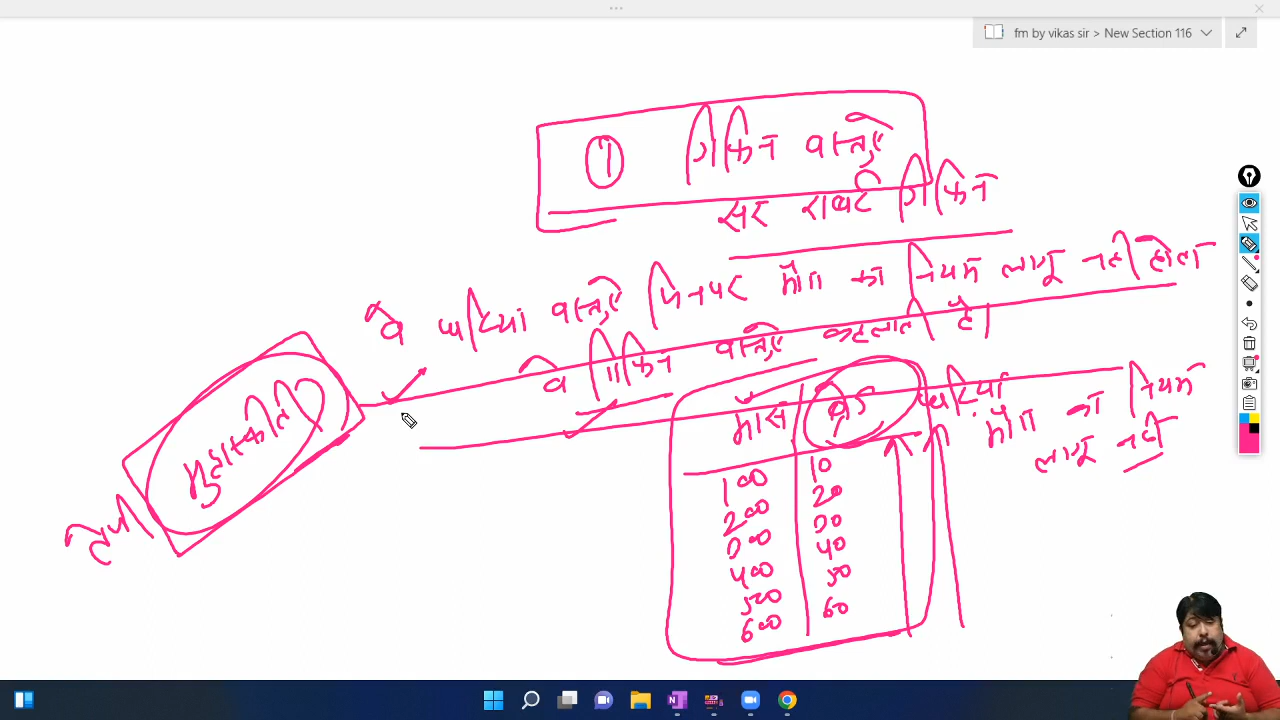 fm by vikas sir > New Section 116
① गिफिन वस्तुऐ
सर राबर्ट गिफिन
वे घटिया वस्तुऐ जिनपर माँग का नियम लागू नही होता
वे गिफिन वस्तुऐ कहलाती है।
मुद्रास्फीती
तेजी
माँस ब्रेड घटिया
माँग का नियम
लागू नही
100 10
200 20
300 30
400 40
500 50
600 60